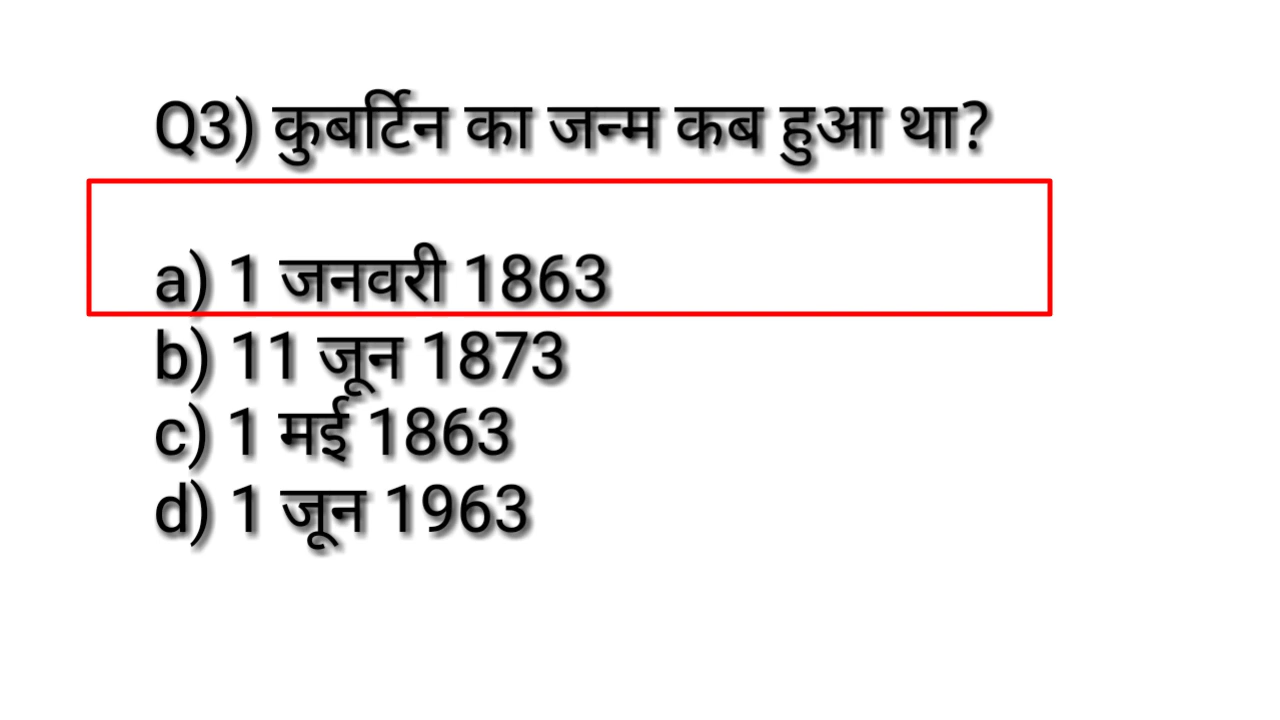 Q3) कुबर्टिन का जन्म कब हुआ था?
a) 1 जनवरी 1863
b) 11 जून 1873
c) 1 मई 1863
d) 1 जून 1963